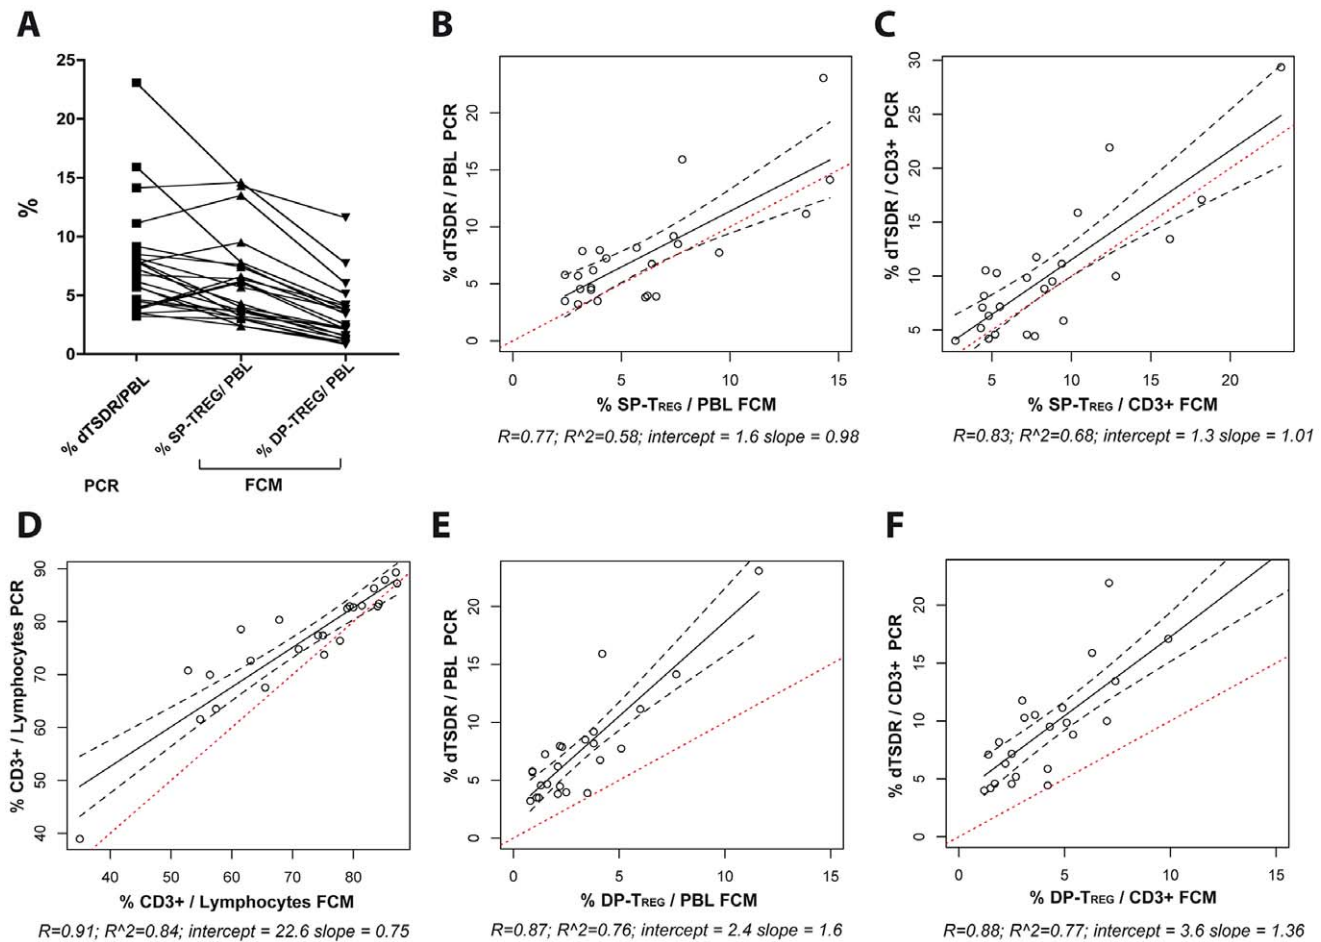 A
25
20
15
10
5
0
%
% dTSDR/PBL
% SP-TREG/ PBL
% DP-TREG/ PBL
PCR
FCM
B
% dTSDR / PBL PCR
20
15
10
5
0
0 5 10 15
% SP-TREG / PBL FCM
R=0.77; R^2=0.58; intercept = 1.6 slope = 0.98
C
% dTSDR / CD3+ PCR
30
25
20
15
10
5
5 10 15 20
% SP-TREG / CD3+ FCM
R=0.83; R^2=0.68; intercept = 1.3 slope = 1.01
D
% CD3+ / Lymphocytes PCR
90
80
70
60
50
40
40 50 60 70 80
% CD3+ / Lymphocytes FCM
R=0.91; R^2=0.84; intercept = 22.6 slope = 0.75
E
% dTSDR / PBL PCR
20
15
10
5
0
0 5 10 15
% DP-TREG / PBL FCM
R=0.87; R^2=0.76; intercept = 2.4 slope = 1.6
F
% dTSDR / CD3+ PCR
20
15
10
5
0
0 5 10 15
% DP-TREG / CD3+ FCM
R=0.88; R^2=0.77; intercept = 3.6 slope = 1.36